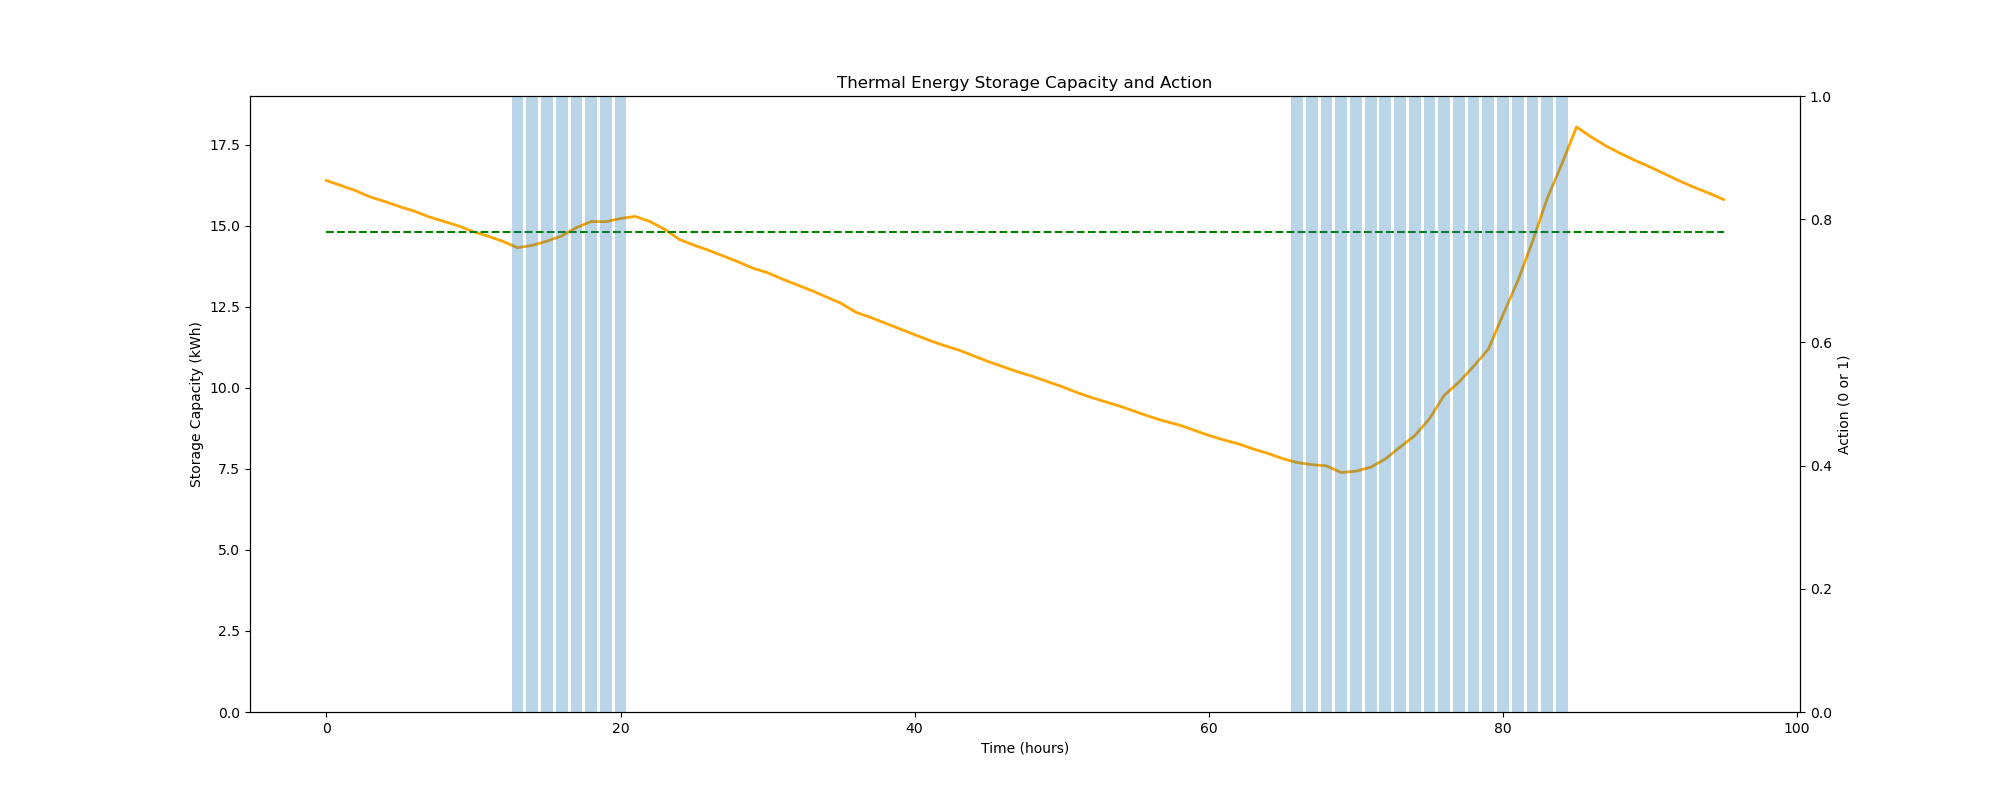 Thermal Energy Storage Capacity and Action
Storage Capacity (kWh)
17.5
15.0
12.5
10.0
7.5
5.0
2.5
0.0
1.0
0.8
0.6
0.4
0.2
0.0
Action (0 or 1)
0 20 40 60 80 100
Time (hours)